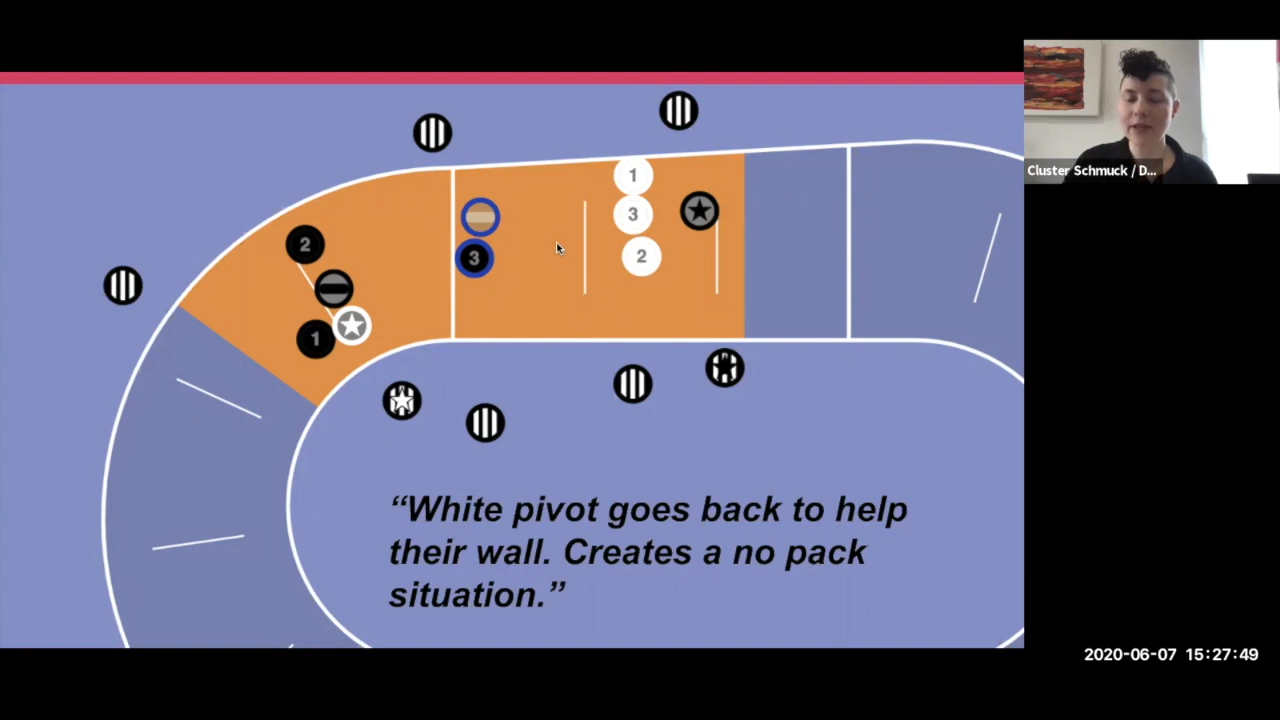 1
3
2
2
3
1
Cluster Schmuck / D...
“White pivot goes back to help
their wall. Creates a no pack
situation.”
2020-06-07 15:27:49